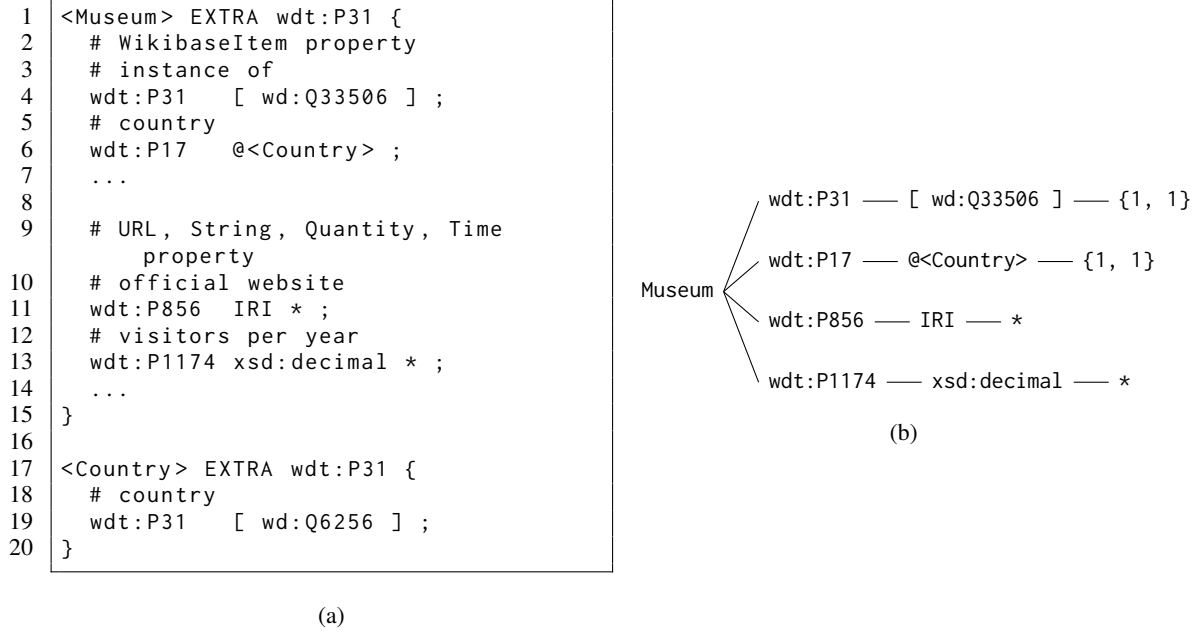 1 <Museum> EXTRA wdt:P31 {
2 # WikibaseItem property
3 # instance of
4 wdt:P31 [ wd:Q33506 ] ;
5 # country
6 wdt:P17 @<Country> ;
7 ...
8
9 # URL, String, Quantity, Time
property
10 # official website
11 wdt:P856 IRI * ;
12 # visitors per year
13 wdt:P1174 xsd:decimal * ;
14 ...
15 }
16
17 <Country> EXTRA wdt:P31 {
18 # country
19 wdt:P31 [ wd:Q6256 ] ;
20 }
(a)
Museum
wdt:P31 [ wd:Q33506 ] {1, 1}
wdt:P17 @<Country> {1, 1}
wdt:P856 IRI *
wdt:P1174 xsd:decimal *
(b)